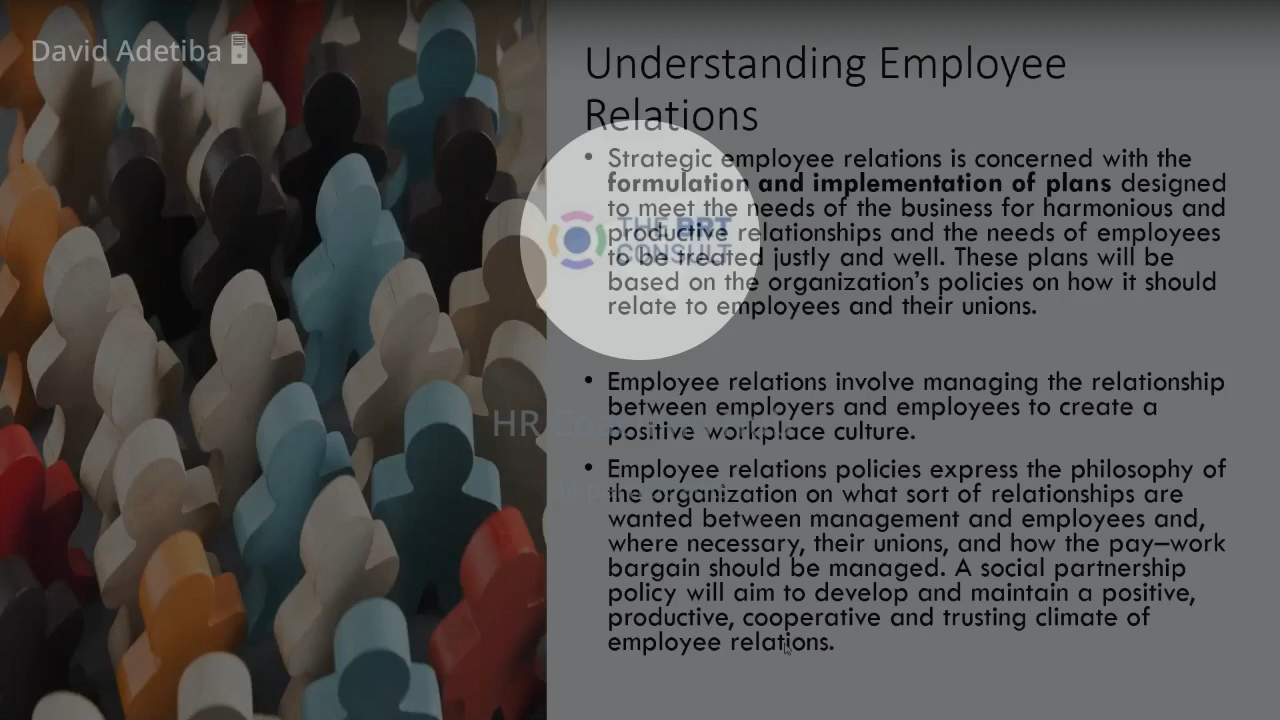 David Adetiba
Understanding Employee
Relations
• Strategic employee relations is concerned with the
formulation and implementation of plans designed
to meet the needs of the business for harmonious and
productive relationships and the needs of employees
to be treated justly and well. These plans will be
based on the organization’s policies on how it should
relate to employees and their unions.
THE BRT
CONSULT
• Employee relations involve managing the relationship
between employers and employees to create a
positive workplace culture.
HR
• Employee relations policies express the philosophy of
the organization on what sort of relationships are
wanted between management and employees and,
where necessary, their unions, and how the pay–work
bargain should be managed. A social partnership
policy will aim to develop and maintain a positive,
productive, cooperative and trusting climate of
employee relations.